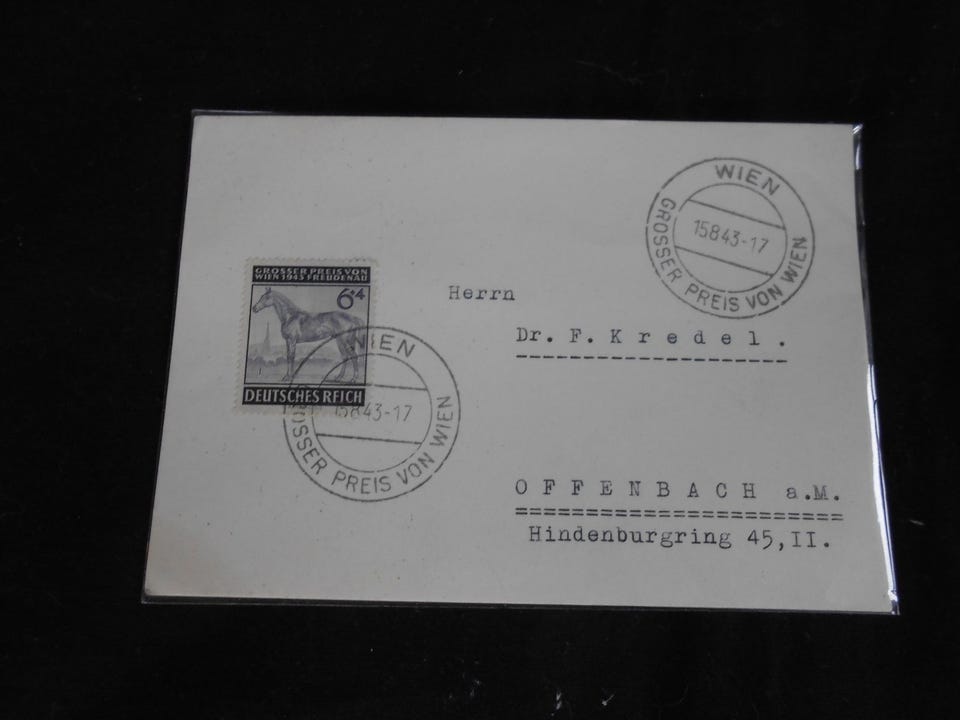 WIEN
15843-17
GROSSER PREIS VON WIEN
GROSSER PREIS VON
WIEN 1943 FREUDENAU
6+4
DEUTSCHES REICH
WIEN
15843-17
GROSSER PREIS VON WIEN
Herrn
Dr. F. Kredel.
OFFENBACH a.M.
Hindenburgring 45,II.